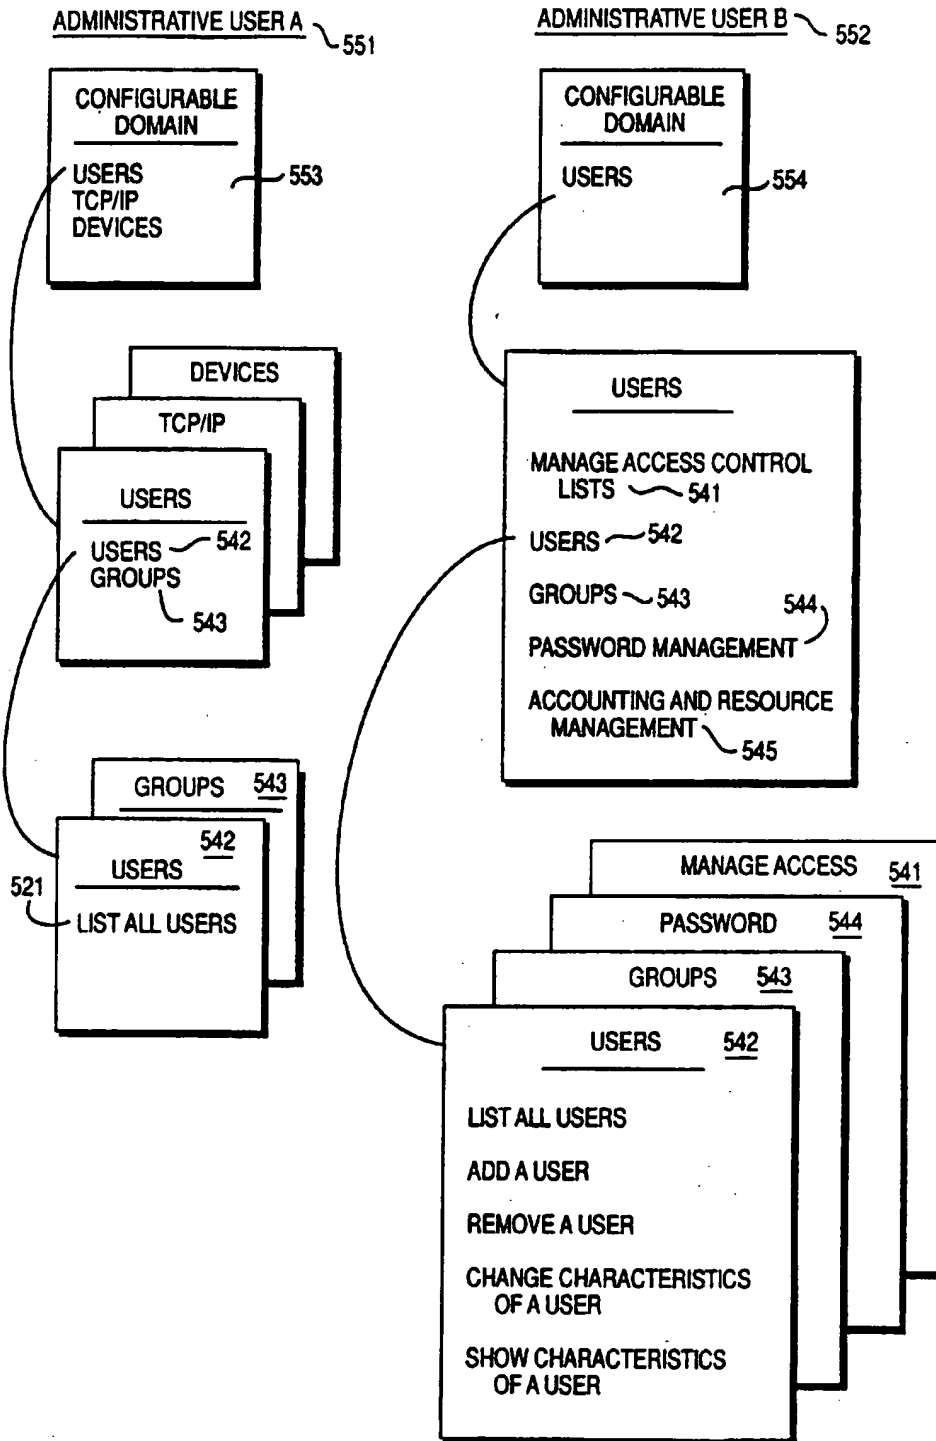 ADMINISTRATIVE USER A
551
CONFIGURABLE
DOMAIN
USERS
TCP/IP
DEVICES
553
DEVICES
TCP/IP
USERS
USERS 542
GROUPS
543
GROUPS 543
542
USERS
521
LIST ALL USERS
ADMINISTRATIVE USER B
552
CONFIGURABLE
DOMAIN
USERS
554
USERS
MANAGE ACCESS CONTROL
LISTS 541
USERS 542
GROUPS 543
544
PASSWORD MANAGEMENT
ACCOUNTING AND RESOURCE
MANAGEMENT 545
MANAGE ACCESS 541
PASSWORD 544
GROUPS 543
USERS 542
LIST ALL USERS
ADD A USER
REMOVE A USER
CHANGE CHARACTERISTICS
OF A USER
SHOW CHARACTERISTICS
OF A USER